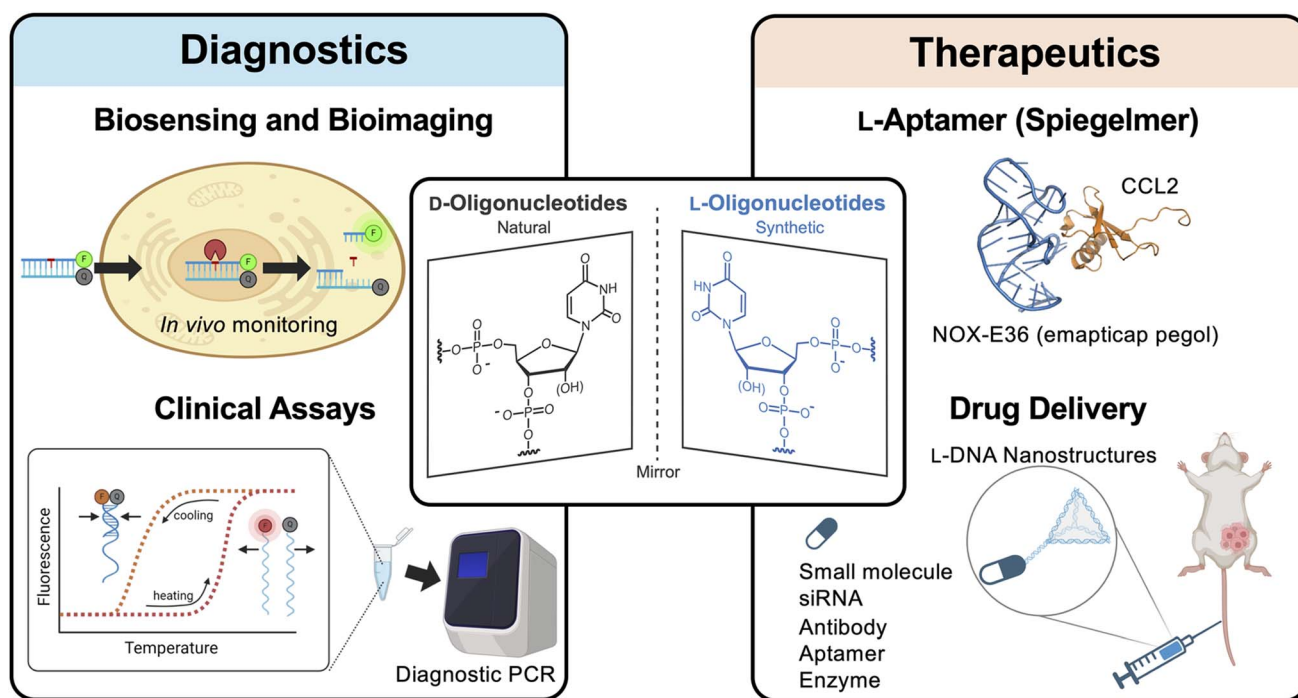 Diagnostics
Biosensing and Bioimaging
F
Q
F
Q
F
Q
In vivo monitoring
Clinical Assays
F Q
cooling
F Q
heating
Fluorescence
Temperature
Diagnostic PCR
D-Oligonucleotides
Natural
O
NH
N
O
O
O
P
O
O-
O
O
(OH)
O
O-
P
O
O
L-Oligonucleotides
Synthetic
O
HN
O
N
O
O
O
P
O
O-
(OH)
O
O
P
O-
O
Mirror
Therapeutics
L-Aptamer (Spiegelmer)
CCL2
NOX-E36 (emapticap pegol)
Drug Delivery
L-DNA Nanostructures
Small molecule
siRNA
Antibody
Aptamer
Enzyme